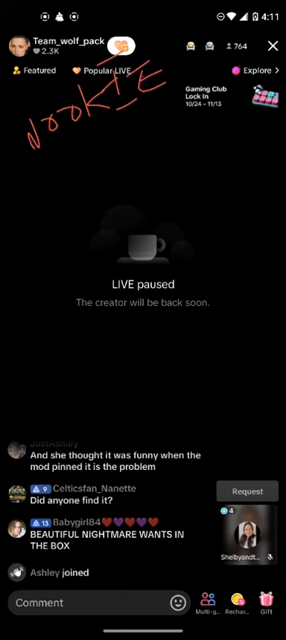 4:11
Team_wolf_pack
2.3K
764
Featured
Popular LIVE
Explore >
Gaming Club
Lock In
10/24 – 11/13
NOOKIE
LIVE paused
The creator will be back soon.
JustAshley
And she thought it was funny when the
mod pinned it is the problem
9 Celticsfan_Nanette
Did anyone find it?
Request
4
13 Babygirl84❤️💜❤️💜❤️
BEAUTIFUL NIGHTMARE WANTS IN
THE BOX
Shelbyandt...
Ashley joined
Comment
Multi-g...
Rechar...
Gift